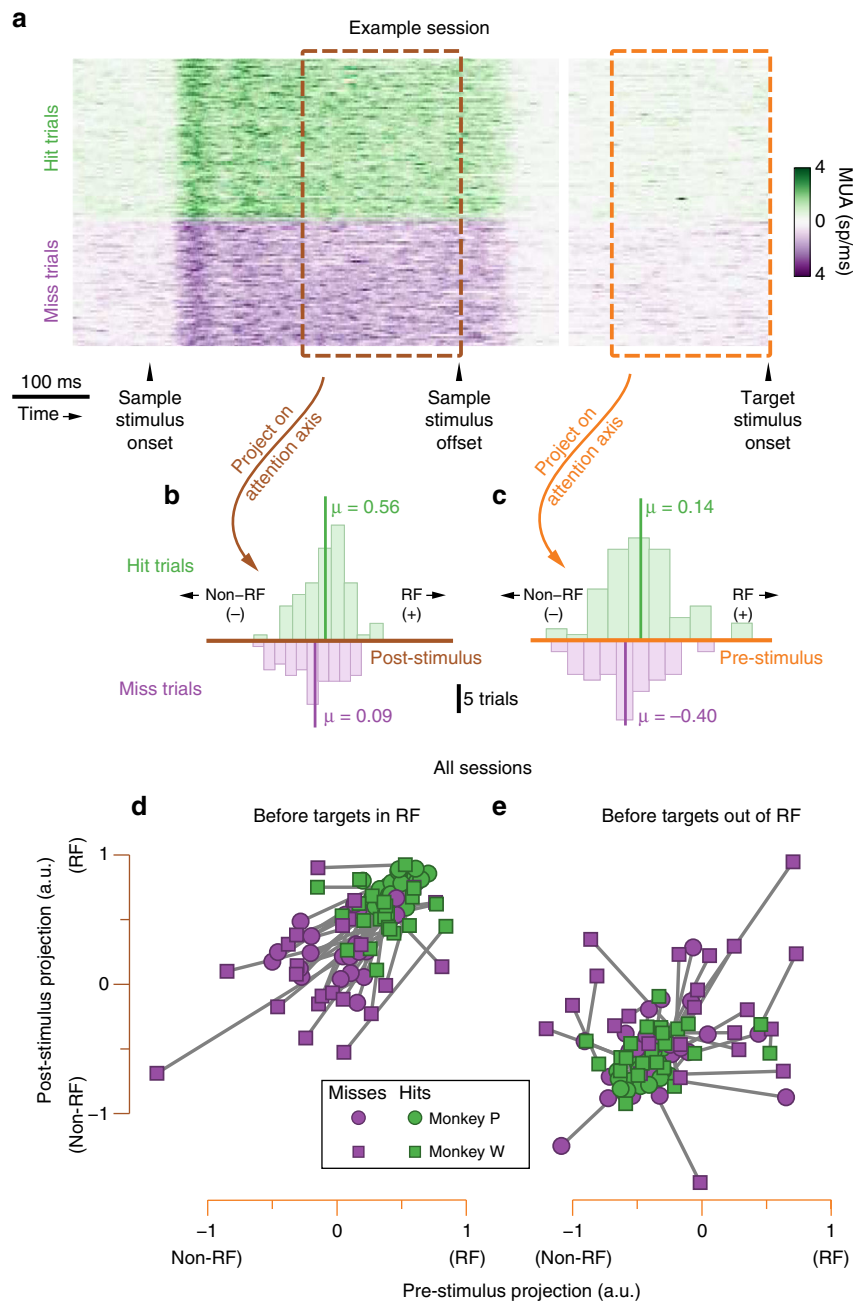 a
Example session
Hit trials
Miss trials
4
0
4
MUA (sp/ms)
100 ms
Time
Sample
stimulus
onset
Sample
stimulus
offset
Target
stimulus
onset
Project on
attention axis
Project on
attention axis
b
μ = 0.56
Hit trials
Non–RF
(–)
RF
(+)
Post-stimulus
Miss trials
μ = 0.09
5 trials
c
μ = 0.14
Non–RF
(–)
RF
(+)
Pre-stimulus
μ = –0.40
All sessions
d
Before targets in RF
e
Before targets out of RF
Post-stimulus projection (a.u.)
(RF)
(Non-RF)
1
0
–1
Misses Hits
Monkey P
Monkey W
–1 0 1
Non-RF) (RF)
–1 0 1
(Non-RF) (RF)
Pre-stimulus projection (a.u.)